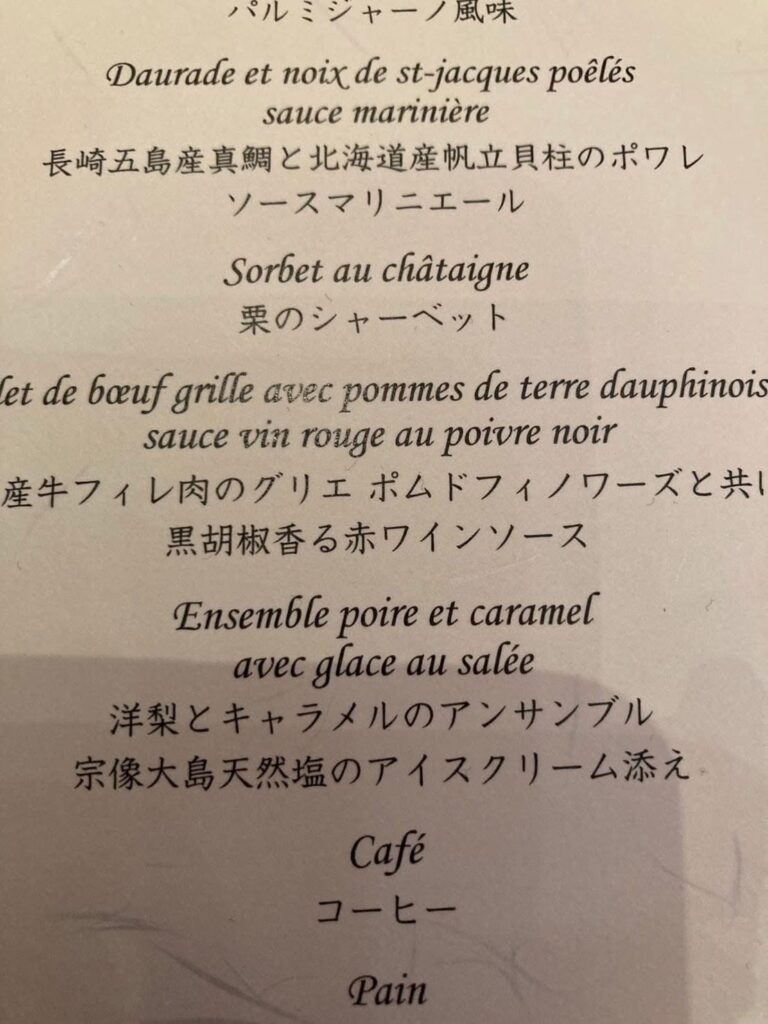 パルミジャーノ風味
Daurade et noix de st-jacques poêlés
sauce marinière
長崎五島産真鯛と北海道産帆立貝柱のポワレ
ソースマリニエール
Sorbet au châtaigne
栗のシャーベット
let de bœuf grille avec pommes de terre dauphinois
sauce vin rouge au poivre noir
産牛フィレ肉のグリエ ポムドフィノワーズと共に
黒胡椒香る赤ワインソース
Ensemble poire et caramel
avec glace au salée
洋梨とキャラメルのアンサンブル
宗像大島天然塩のアイスクリーム添え
Café
コーヒー
Pain